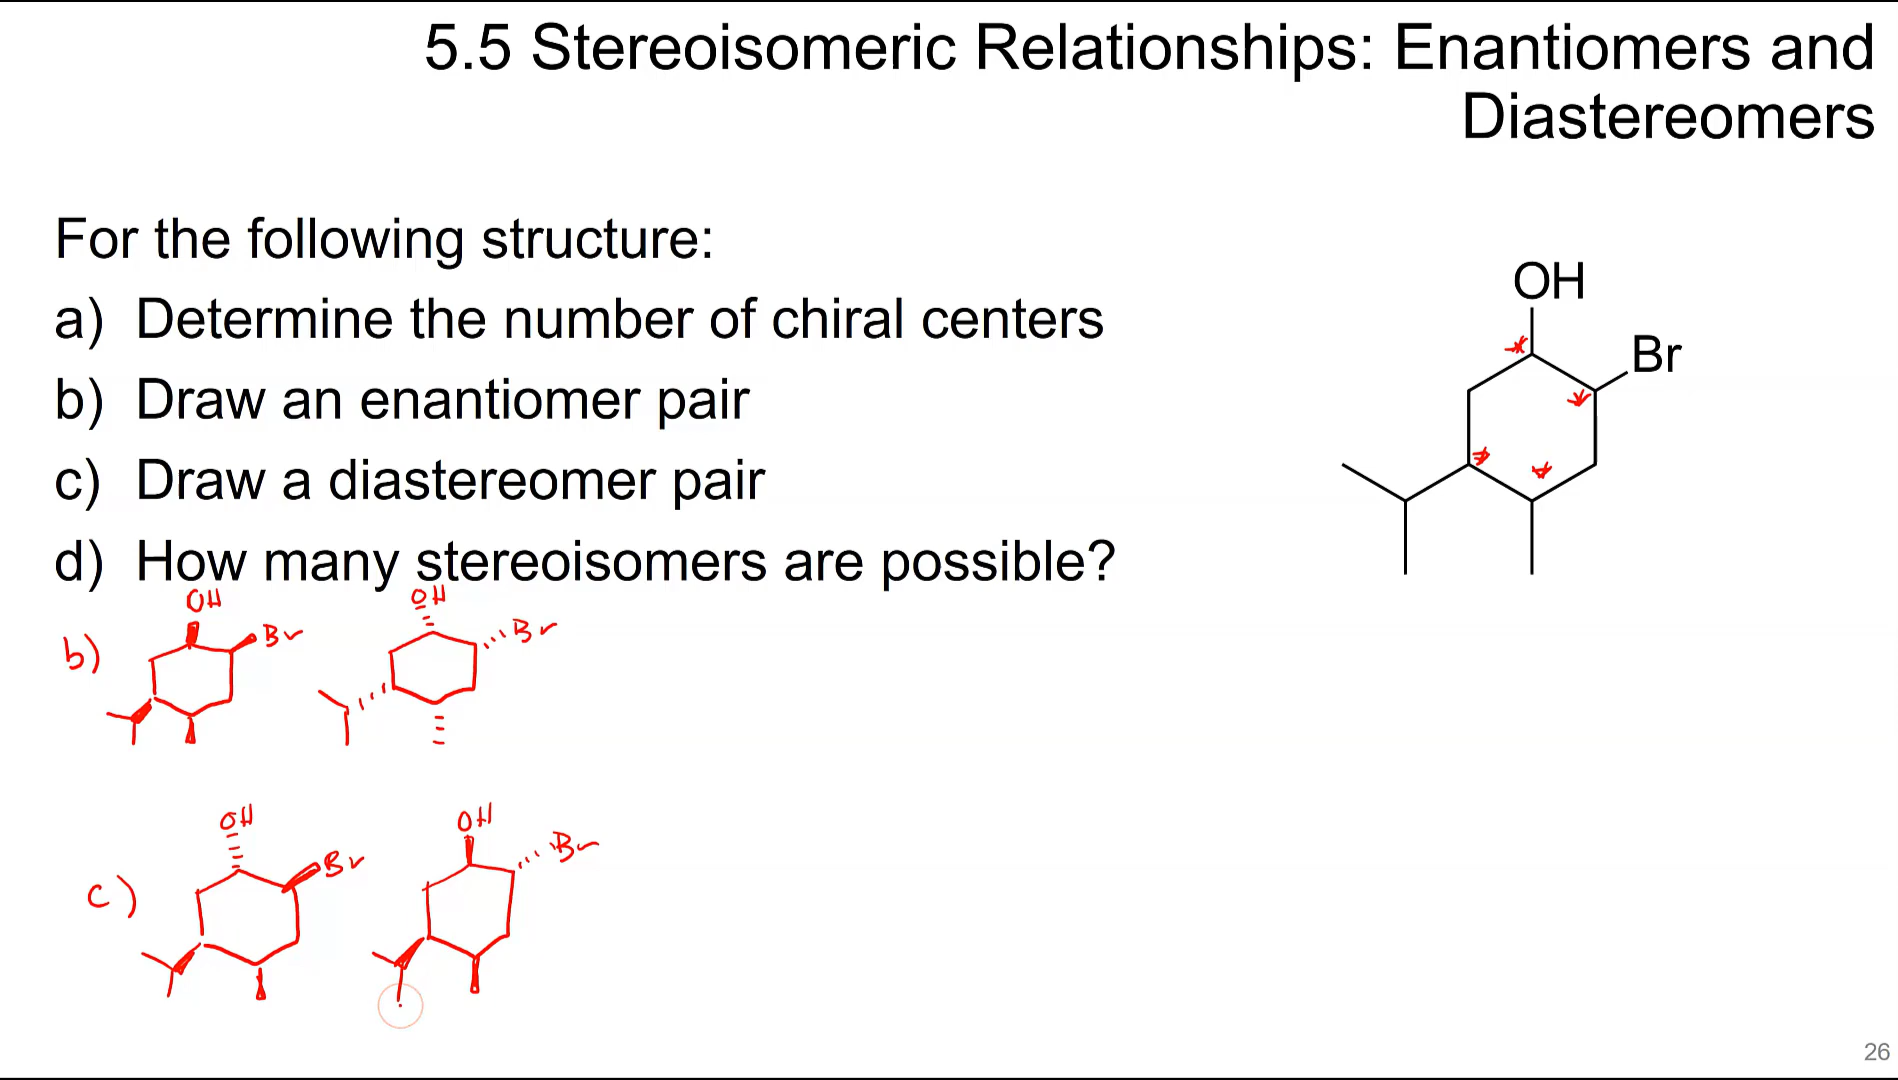 5.5 Stereoisomeric Relationships: Enantiomers and
Diastereomers
For the following structure:
a) Determine the number of chiral centers
b) Draw an enantiomer pair
c) Draw a diastereomer pair
d) How many stereoisomers are possible?
OH
Br
b)
OH
Br
OH
Br
c)
OH
Br
OH
Br
26